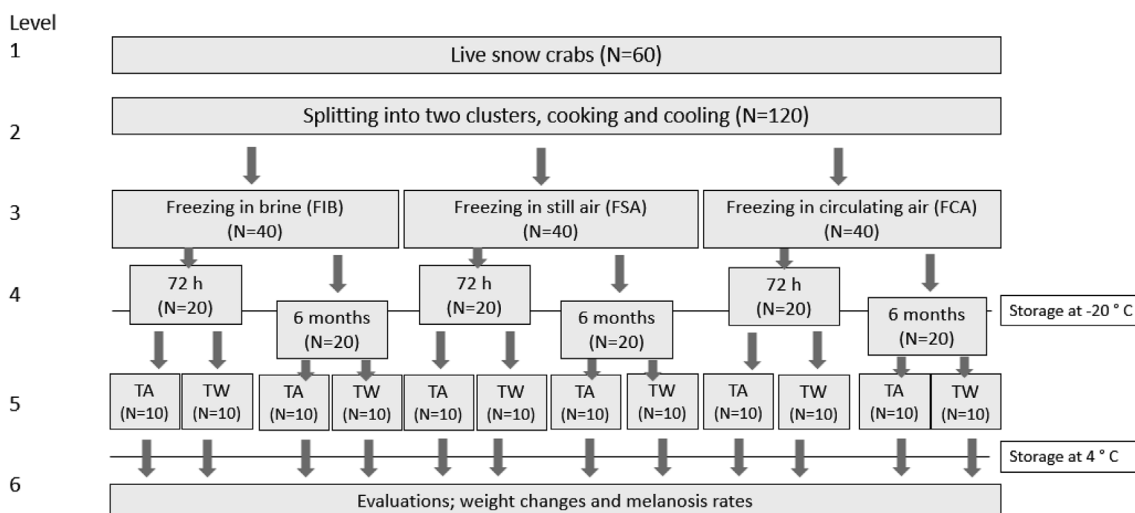 Level
1
Live snow crabs (N=60)
2
Splitting into two clusters, cooking and cooling (N=120)
3
Freezing in brine (FIB)
(N=40)
Freezing in still air (FSA)
(N=40)
Freezing in circulating air (FCA)
(N=40)
4
72 h
(N=20)
6 months
(N=20)
72 h
(N=20)
6 months
(N=20)
72 h
(N=20)
6 months
(N=20)
Storage at -20 ° C
5
TA
(N=10)
TW
(N=10)
TA
(N=10)
TW
(N=10)
TA
(N=10)
TW
(N=10)
TA
(N=10)
TW
(N=10)
TA
(N=10)
TW
(N=10)
TA
(N=10)
TW
(N=10)
Storage at 4 ° C
6
Evaluations; weight changes and melanosis rates